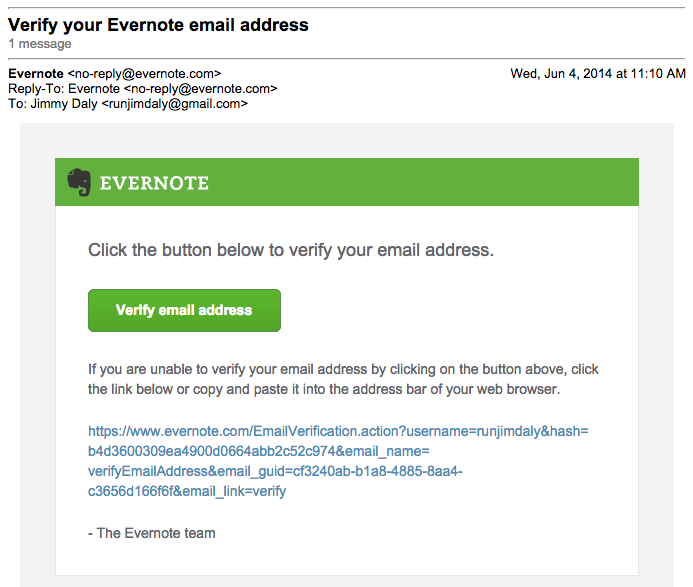 Verify your Evernote email address
1 message
Evernote <no-reply@evernote.com> Wed, Jun 4, 2014 at 11:10 AM
Reply-To: Evernote <no-reply@evernote.com>
To: Jimmy Daly <runjimdaly@gmail.com>
EVERNOTE
Click the button below to verify your email address.
Verify email address
If you are unable to verify your email address by clicking on the button above, click
the link below or copy and paste it into the address bar of your web browser.
https://www.evernote.com/EmailVerification.action?username=runjimdaly&hash=
b4d3600309ea4900d0664abb2c52c974&email_name=
verifyEmailAddress&email_guid=cf3240ab-b1a8-4885-8aa4-
c3656d166f6f&email_link=verify
- The Evernote team